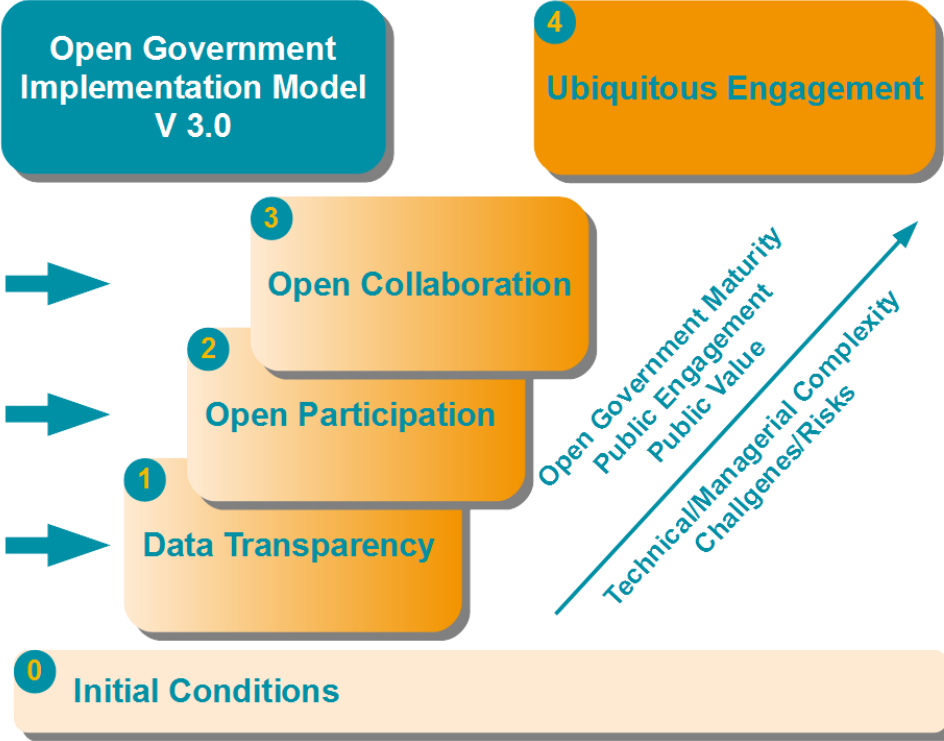 Open Government
Implementation Model
V 3.0
4
Ubiquitous Engagement
3
Open Collaboration
2
Open Participation
1
Data Transparency
Open Government Maturity
Public Engagement
Public Value
Technical/Managerial Complexity
Challgenes/Risks
0
Initial Conditions